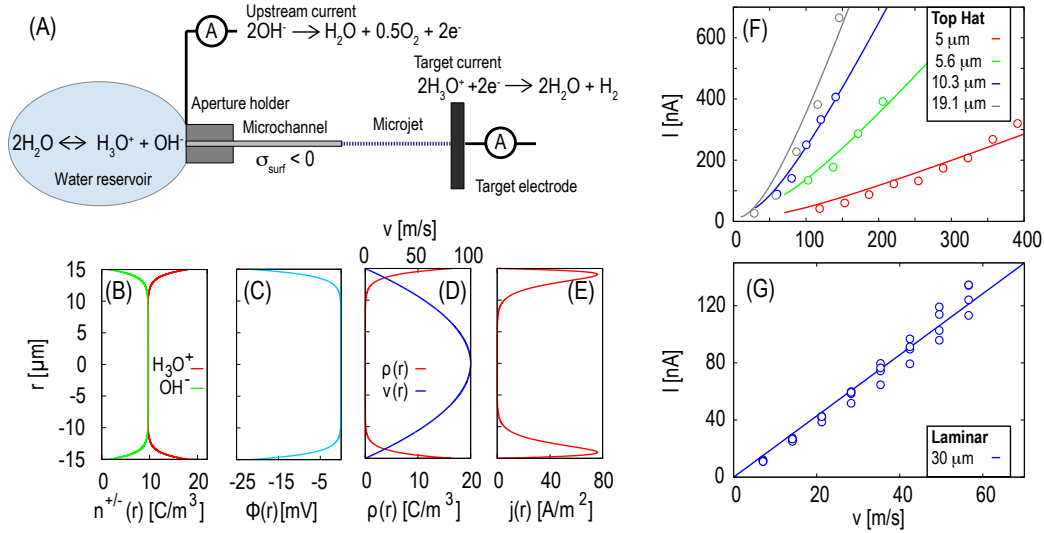 (A)
Upstream current
A
2OH⁻ → H₂O + 0.5O₂ + 2e⁻
Target current
2H₃O⁺ +2e⁻ → 2H₂O + H₂
Aperture holder
Microchannel
Microjet
2H₂O ↔ H₃O⁺ + OH⁻
σsurf < 0
A
Water reservoir
Target electrode
v [m/s]
0 50 100
(B)
(C)
(D)
(E)
r [μm]
15
10
5
0
-5
-10
-15
H₃O⁺
OH⁻
ρ(r)
v(r)
0 10 20
-25 -15 -5
0 10 20
0 40 80
n⁺/⁻(r) [C/m³]
Φ(r) [mV]
ρ(r) [C/m³]
j(r) [A/m²]
(F)
Top Hat
5 μm
5.6 μm
10.3 μm
19.1 μm
I [nA]
600
400
200
0
0 100 200 300 400
(G)
I [nA]
120
80
40
0
Laminar
30 μm
0 20 40 60
v [m/s]